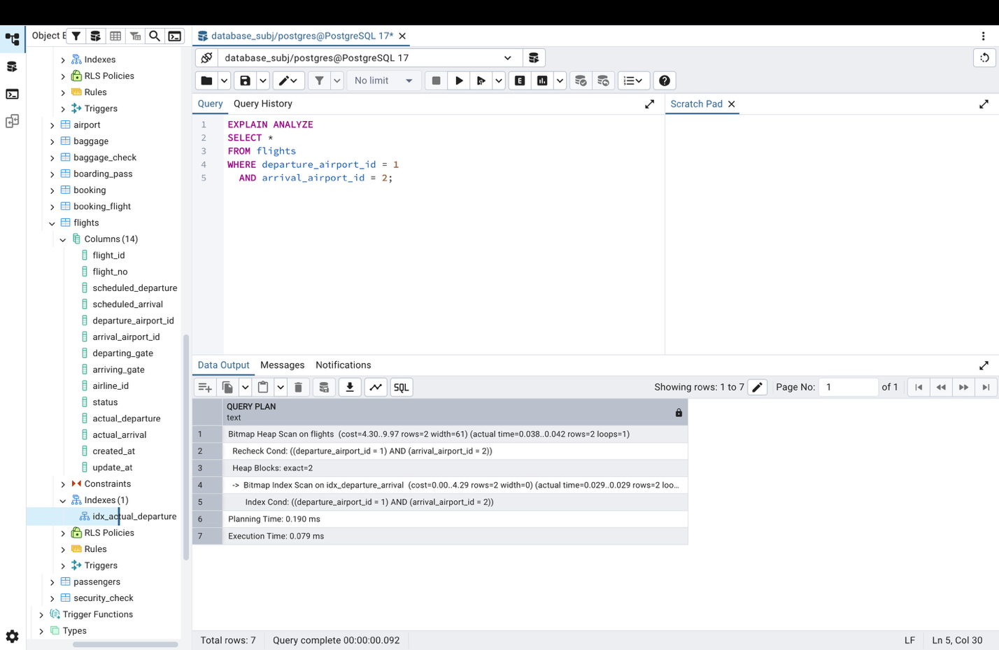 Object E
database_subj/postgres@PostgreSQL 17*
database_subj/postgres@PostgreSQL 17
No limit
E
Query
Query History
Scratch Pad
Indexes
RLS Policies
Rules
Triggers
airport
baggage
baggage_check
boarding_pass
booking
booking_flight
flights
Columns (14)
flight_id
flight_no
scheduled_departure
scheduled_arrival
departure_airport_id
arrival_airport_id
departing_gate
arriving_gate
airline_id
status
actual_departure
actual_arrival
created_at
update_at
Constraints
Indexes (1)
idx_actual_departure
RLS Policies
Rules
Triggers
passengers
security_check
Trigger Functions
Types
1 EXPLAIN ANALYZE
2 SELECT *
3 FROM flights
4 WHERE departure_airport_id = 1
5 AND arrival_airport_id = 2;
Data Output
Messages
Notifications
SQL
Showing rows: 1 to 7
Page No: 1 of 1
QUERY PLAN
text
1 Bitmap Heap Scan on flights (cost=4.30..9.97 rows=2 width=61) (actual time=0.038..0.042 rows=2 loops=1)
2 Recheck Cond: ((departure_airport_id = 1) AND (arrival_airport_id = 2))
3 Heap Blocks: exact=2
4 -> Bitmap Index Scan on idx_departure_arrival (cost=0.00..4.29 rows=2 width=0) (actual time=0.029..0.029 rows=2 loo...
5 Index Cond: ((departure_airport_id = 1) AND (arrival_airport_id = 2))
6 Planning Time: 0.190 ms
7 Execution Time: 0.079 ms
Total rows: 7
Query complete 00:00:00.092
LF
Ln 5, Col 30